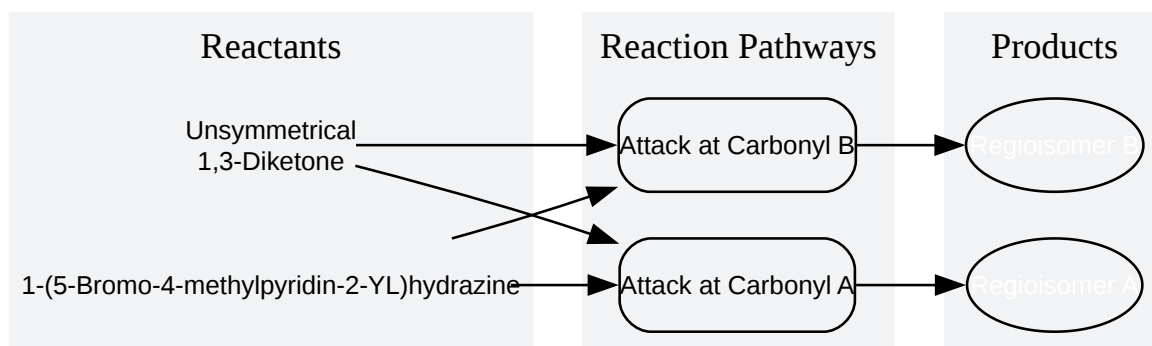 Reactants
Reaction Pathways
Products
Unsymmetrical
1,3-Diketone
Attack at Carbonyl B
Regioisomer B
1-(5-Bromo-4-methylpyridin-2-YL)hydrazine
Attack at Carbonyl A
Regioisomer A